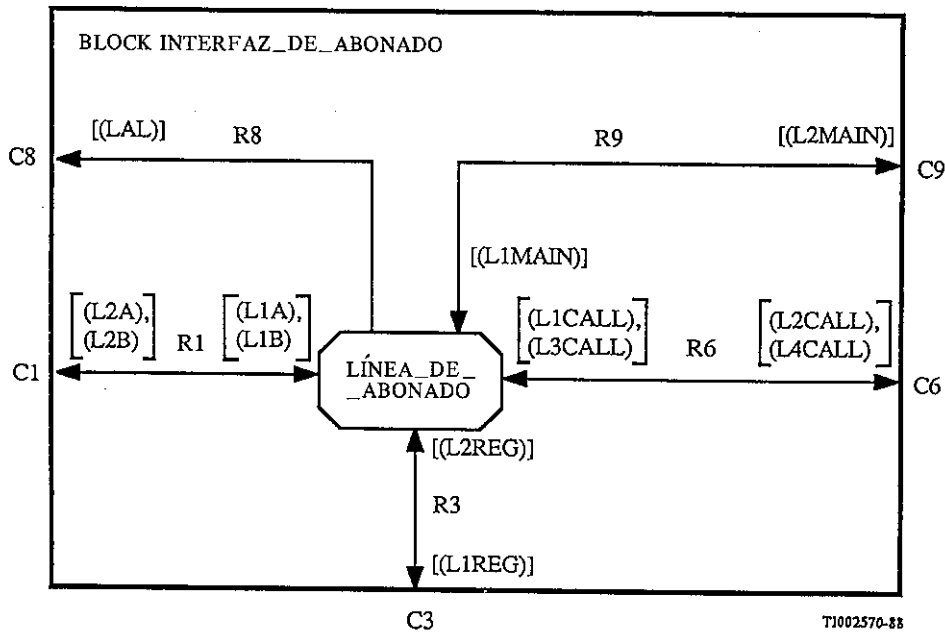 BLOCK INTERFAZ_DE_ABONADO
[(LAL)]
R8
R9
[(L2MAIN)]
C8
C9
[(L1MAIN)]
[(L2A),
(L2B)]
R1
[(L1A),
(L1B)]
[(L1CALL),
(L3CALL)]
R6
[(L2CALL),
(L4CALL)]
C1
LÍNEA_DE_
_ABONADO
C6
[(L2REG)]
R3
[(L1REG)]
C3
T1002570-88